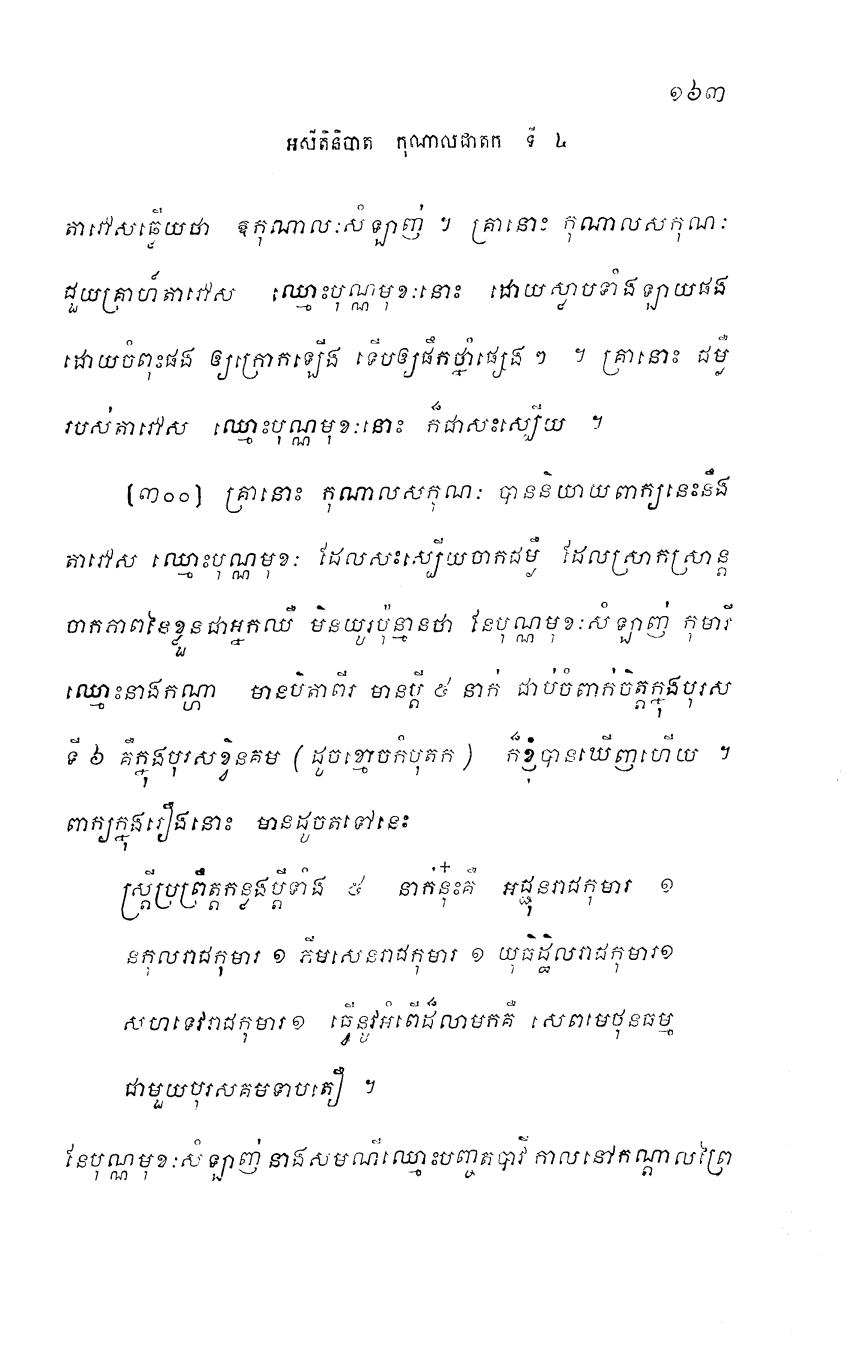 ១៦៣
អសីតិនិបាត កុណាលជាតក ទី ៤
តាវៅសឆ្លើយថា ឱកុណាលៈសំឡាញ់ ។ គ្រានោះ កុណាលសកុណៈ
ជួយគ្រាហ៍តាវៅស ឈ្មោះបុណ្ណមុខៈនោះ ដោយស្លាបទាំងឡាយផង
ដោយចំពុះផង ឲ្យក្រោកឡើង ទើបឲ្យផឹកថ្នាំផ្សេង ៗ ។ គ្រានោះ ជម្ងឺ
របស់តាវៅស ឈ្មោះបុណ្ណមុខៈនោះ ក៏ជាសះស្បើយ ។
(៣០០) គ្រានោះ កុណាលសកុណៈ បាននិយាយពាក្យនេះនឹង
តាវៅស ឈ្មោះបុណ្ណមុខៈ ដែលសះស្បើយចាកជម្ងឺ ដែលស្រាកស្រាន្ត
ចាកភាពនៃខ្លួនជាអ្នកឈឺ មិនយូរប៉ុន្មានថា នែបុណ្ណមុខៈសំឡាញ់ កុមារី
ឈ្មោះនាងកណ្ហា មានបិតាពីរ មានប្តី ៥ នាក់ ជាប់ចំពាក់ចិត្តក្នុងបុរស
ទី ៦ គឺក្នុងបុរសខ្វិនគម (ដូចខ្មោចកំបុតក) ក៏ខ្ញុំបានឃើញហើយ ។
ពាក្យក្នុងរឿងនោះ មានដូចតទៅនេះ
ស្ត្រីប្រព្រឹត្តកន្លងប្តីទាំង ៥ នាក់នុ៎ះគឺ អជ្ជុនរាជកុមារ ១
នកុលរាជកុមារ ១ ភីមសេនរាជកុមារ ១ យុធិដ្ឋិលរាជកុមារ១
សហទេវរាជកុមារ១ ធ្វើនូវអំពើដ៏លាមកគឺ សេពមេថុនធម្ម
ជាមួយបុរសគមទាបតឿ ។
នែបុណ្ណមុខៈសំឡាញ់ នាងសមណីឈ្មោះបញ្ចតបាវី កាលនៅកណ្តាលព្រៃ